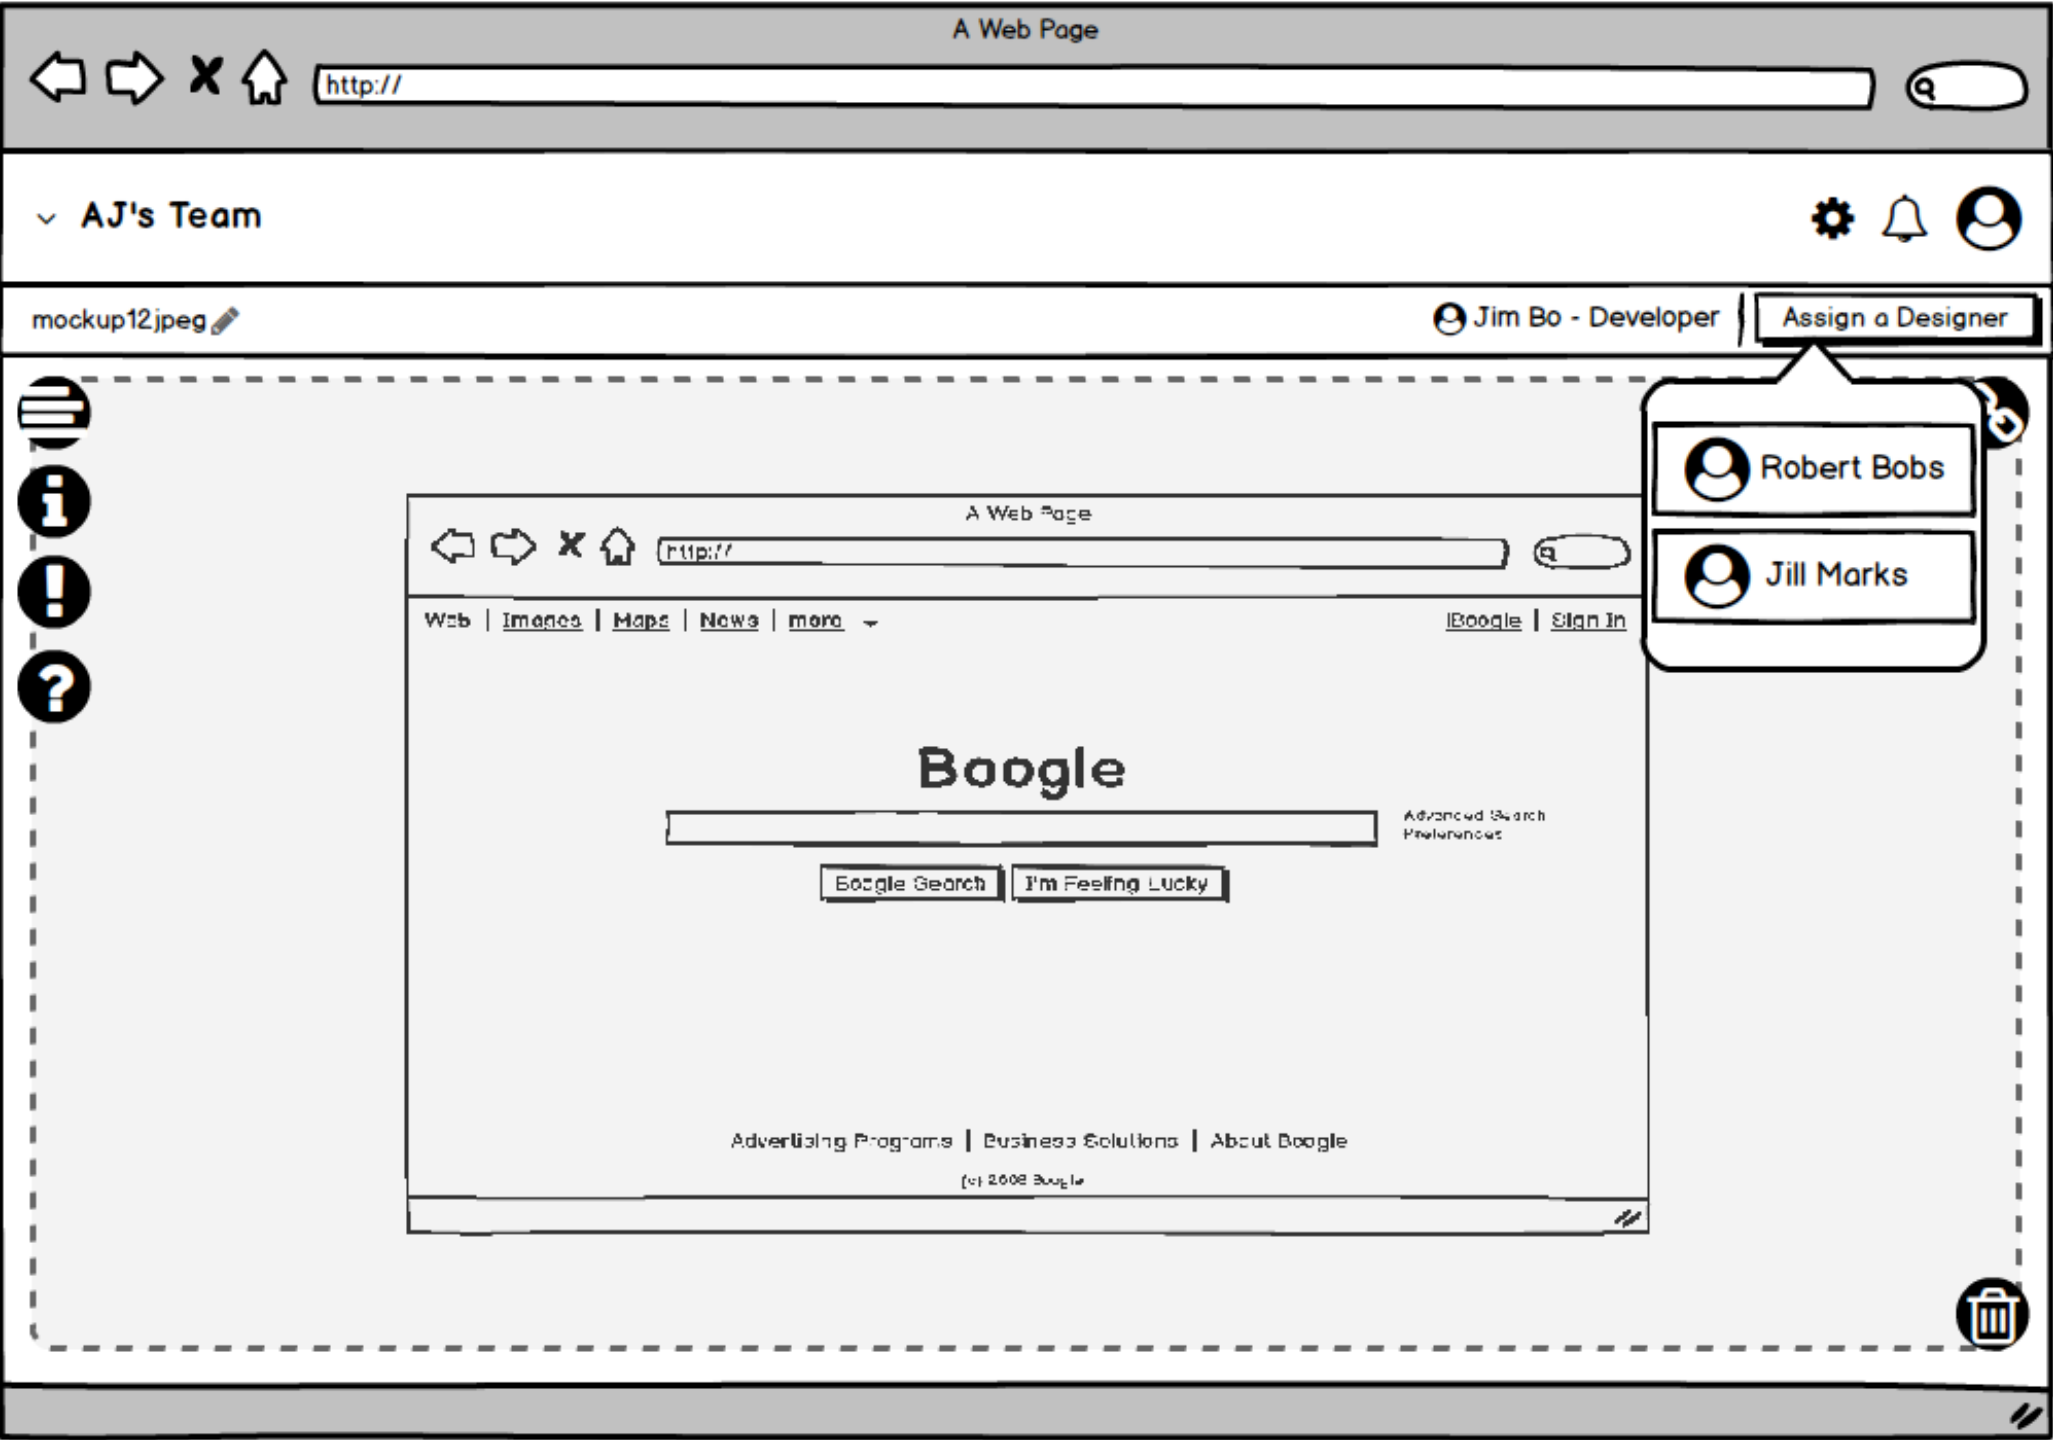 A Web Page
http://
AJ's Team
mockup12jpeg
Jim Bo - Developer
Assign a Designer
Robert Bobs
Jill Marks
A Web Page
http://
Web | Images | Maps | News | more
iBoogle | Sign In
Boogle
Advanced Search
Preferences
Boogle Search
I'm Feeling Lucky
Advertising Programs | Business Solutions | About Boogle
(c) 2008 Boogle